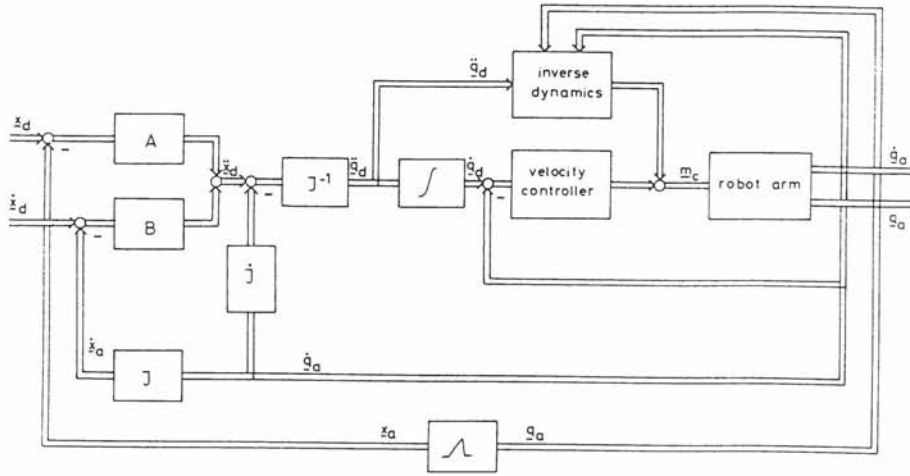 q̈_d
inverse
dynamics
x_d
A
ẍ_d
J⁻¹
q̈_d
∫
q̇_d
velocity
controller
m_c
robot arm
q̇_a
q_a
ẋ_d
B
J̇
ẋ_a
J
q̇_a
x_a
q_a